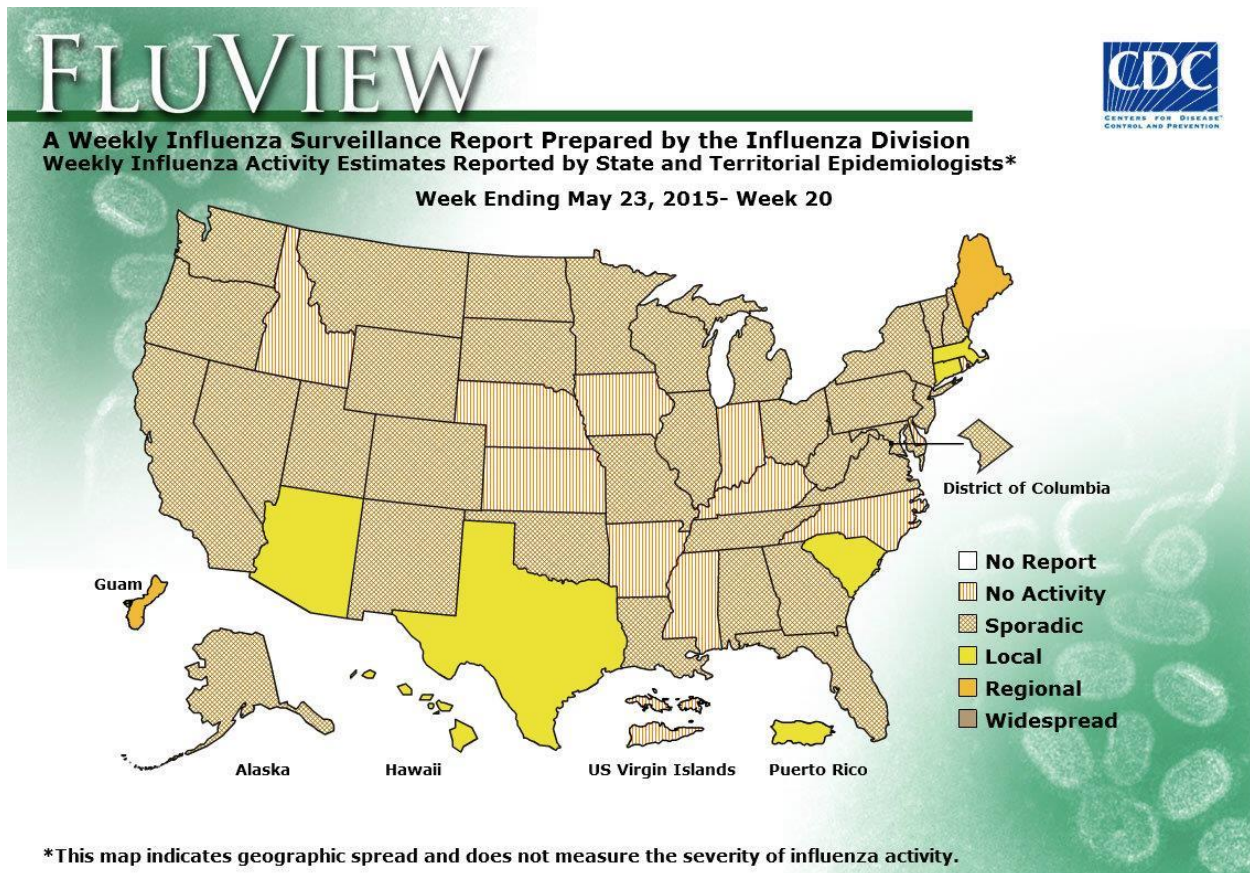 FLUVIEW
CDC
CENTERS FOR DISEASE
CONTROL AND PREVENTION
A Weekly Influenza Surveillance Report Prepared by the Influenza Division
Weekly Influenza Activity Estimates Reported by State and Territorial Epidemiologists*
Week Ending May 23, 2015- Week 20
District of Columbia
Guam
No Report
No Activity
Sporadic
Local
Regional
Widespread
Alaska
Hawaii
US Virgin Islands
Puerto Rico
*This map indicates geographic spread and does not measure the severity of influenza activity.